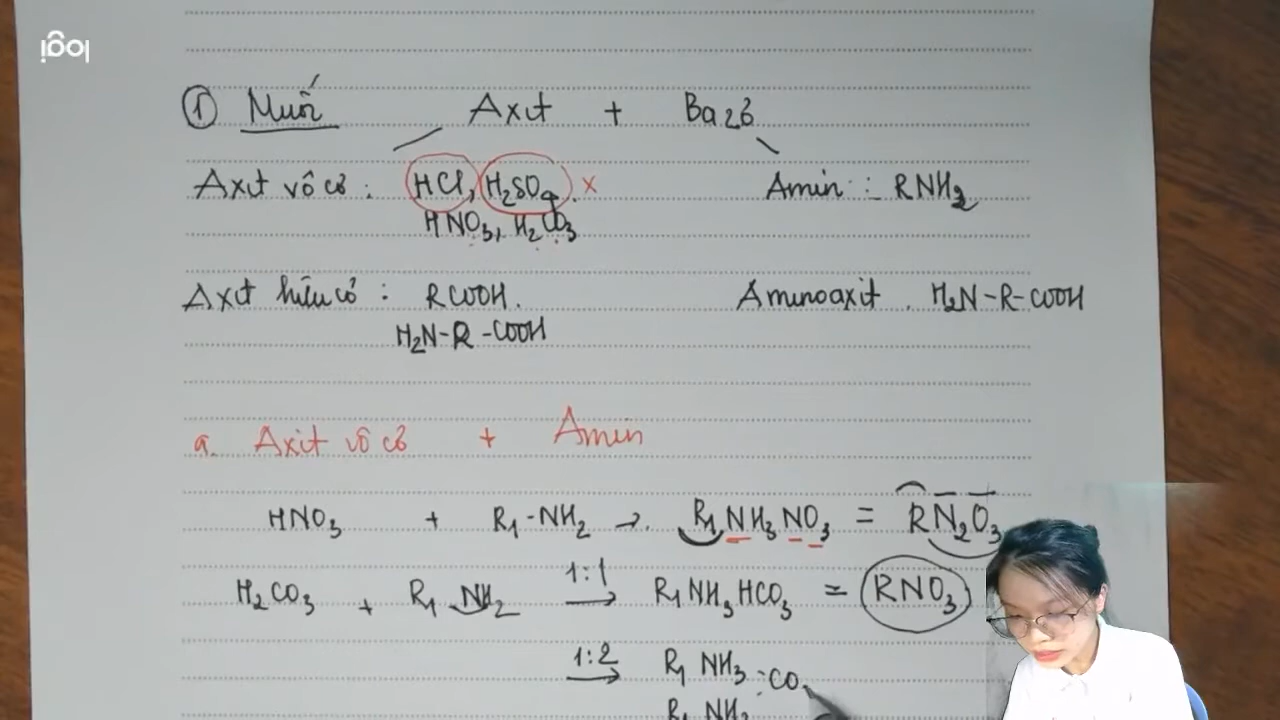 logi
① Muối Axit + Bazơ
Axit vô cơ : HCl, H₂SO₄. x Amin : RNH₂
HNO₃, H₂CO₃
Axit hữu cơ : RCOOH. Aminoaxit . H₂N-R-COOH
H₂N-R-COOH
a. Axit vô cơ + Amin
HNO₃ + R₁-NH₂ →. R₁NH₃NO₃ = RN₂O₃
H₂CO₃ + R₁NH₂ 1:1 → R₁NH₃HCO₃ = RNO₃
1:2 → R₁NH₃ : CO
R₁NH₃